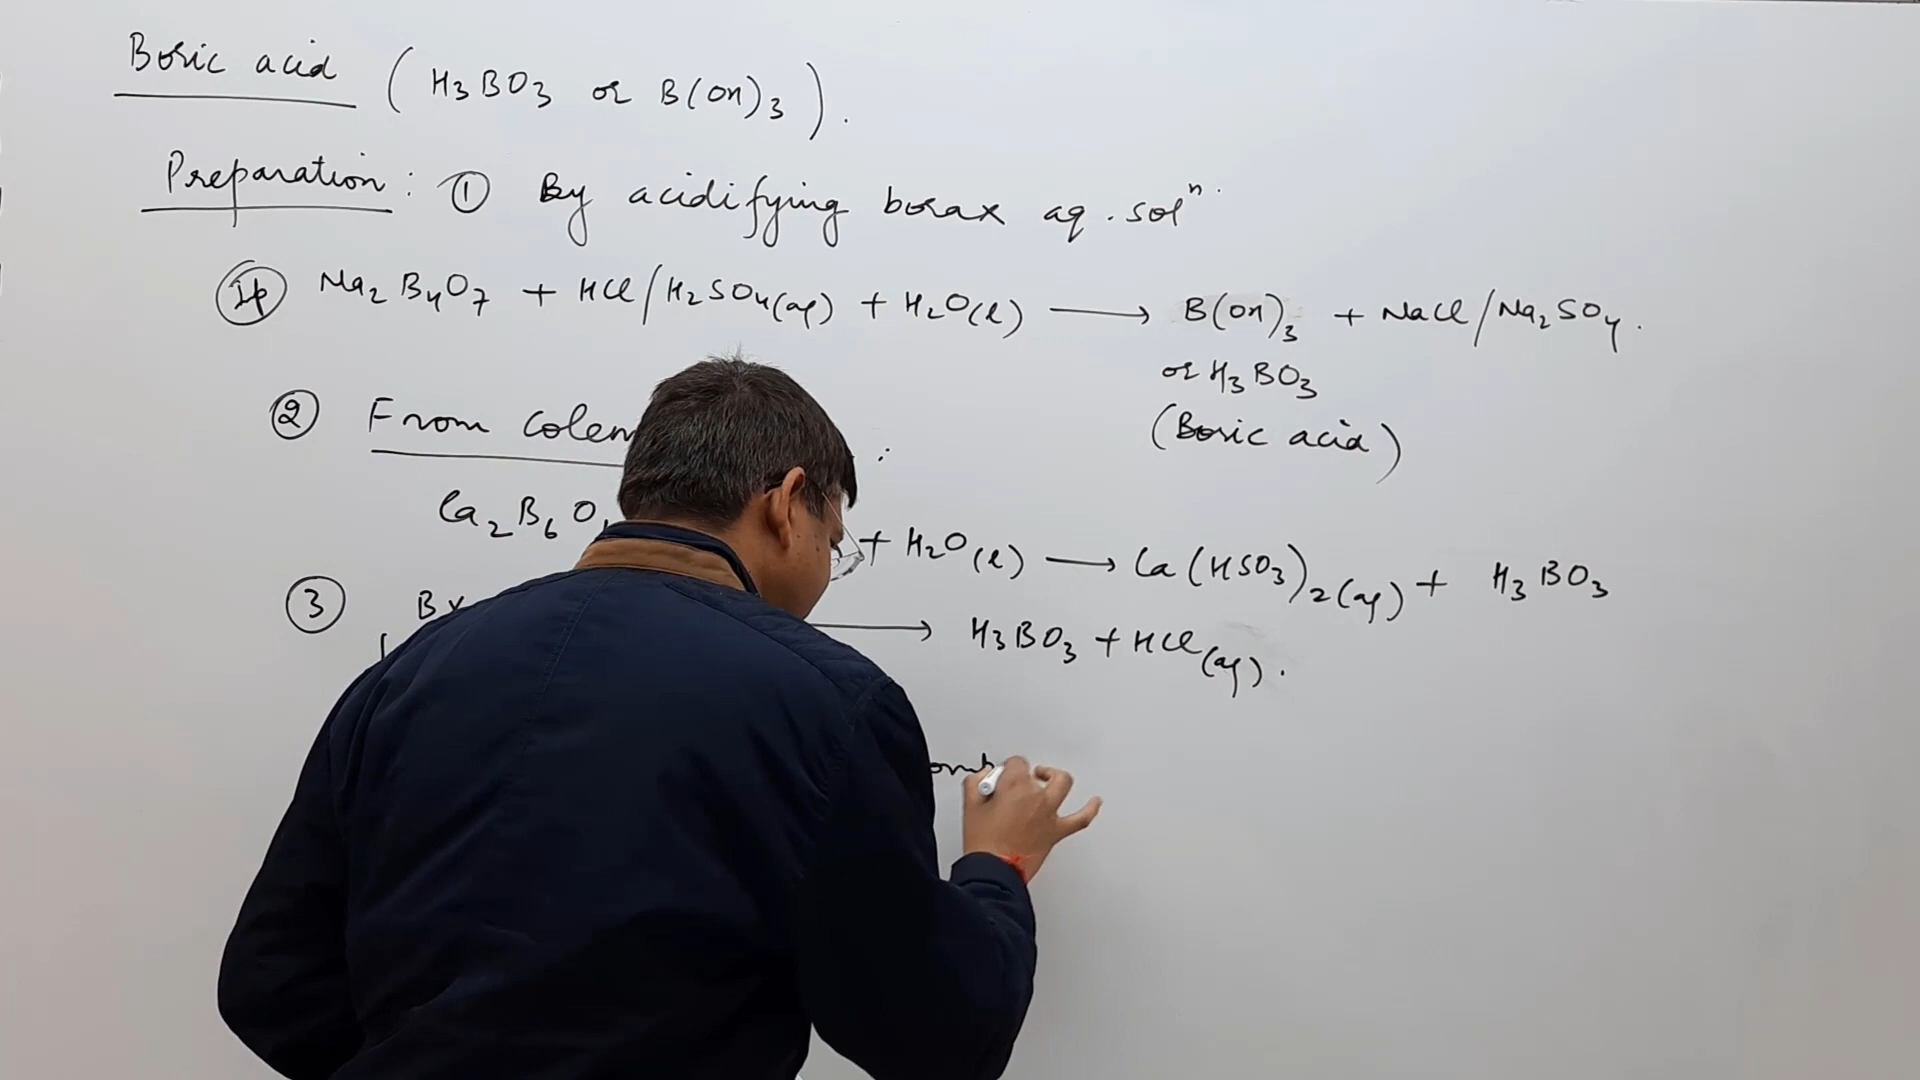 Boric acid (H₃BO₃ or B(OH)₃).
Preparation: ① By acidifying borax aq. solⁿ.
Na₂B₄O₇ + HCl/H₂SO₄(aq) + H₂O(l) ⟶ B(OH)₃ + NaCl/Na₂SO₄.
or H₃BO₃
(Boric acid)
② From :
Ca₂B₆O + H₂O(l) ⟶ Ca(HSO₃)₂(aq) + H₃BO₃
③ ⟶ H₃BO₃ + HCl(aq).